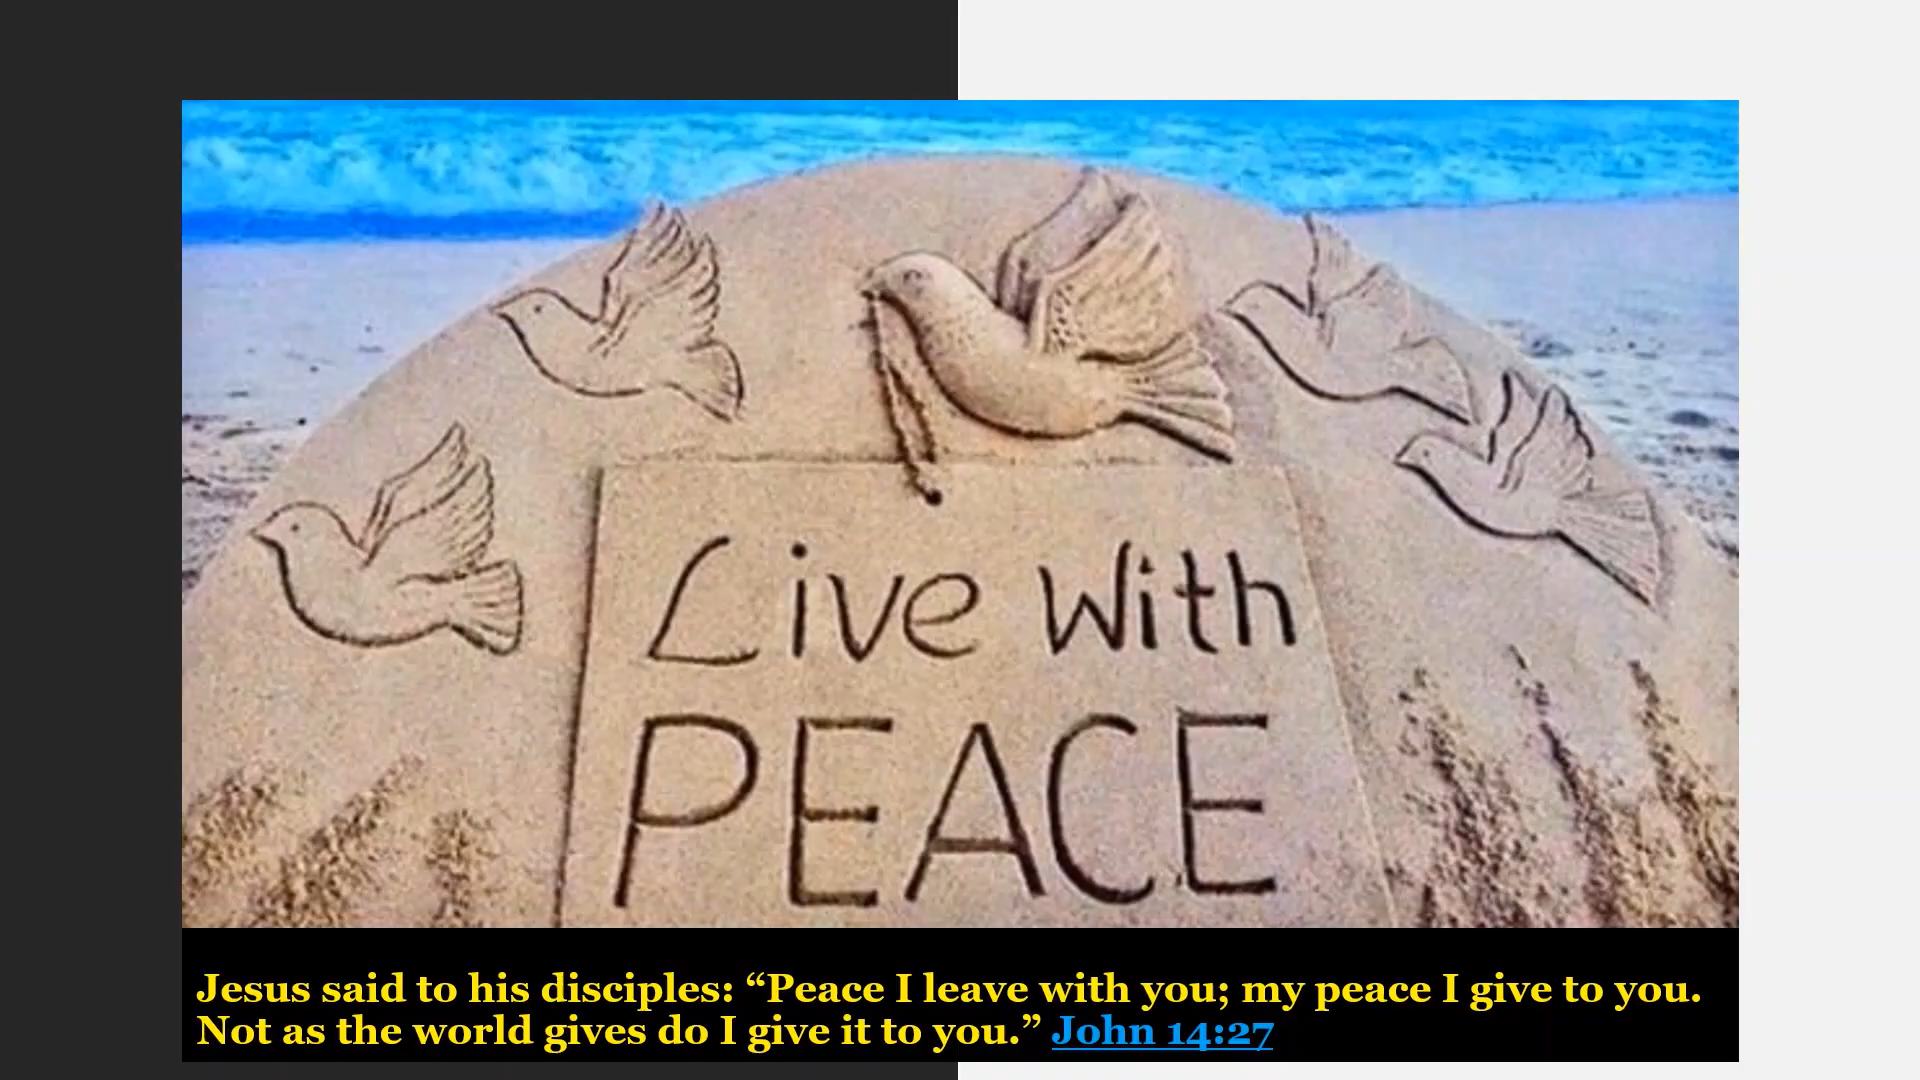 Live With
PEACE
Jesus said to his disciples: “Peace I leave with you; my peace I give to you.
Not as the world gives do I give it to you.” John 14:27